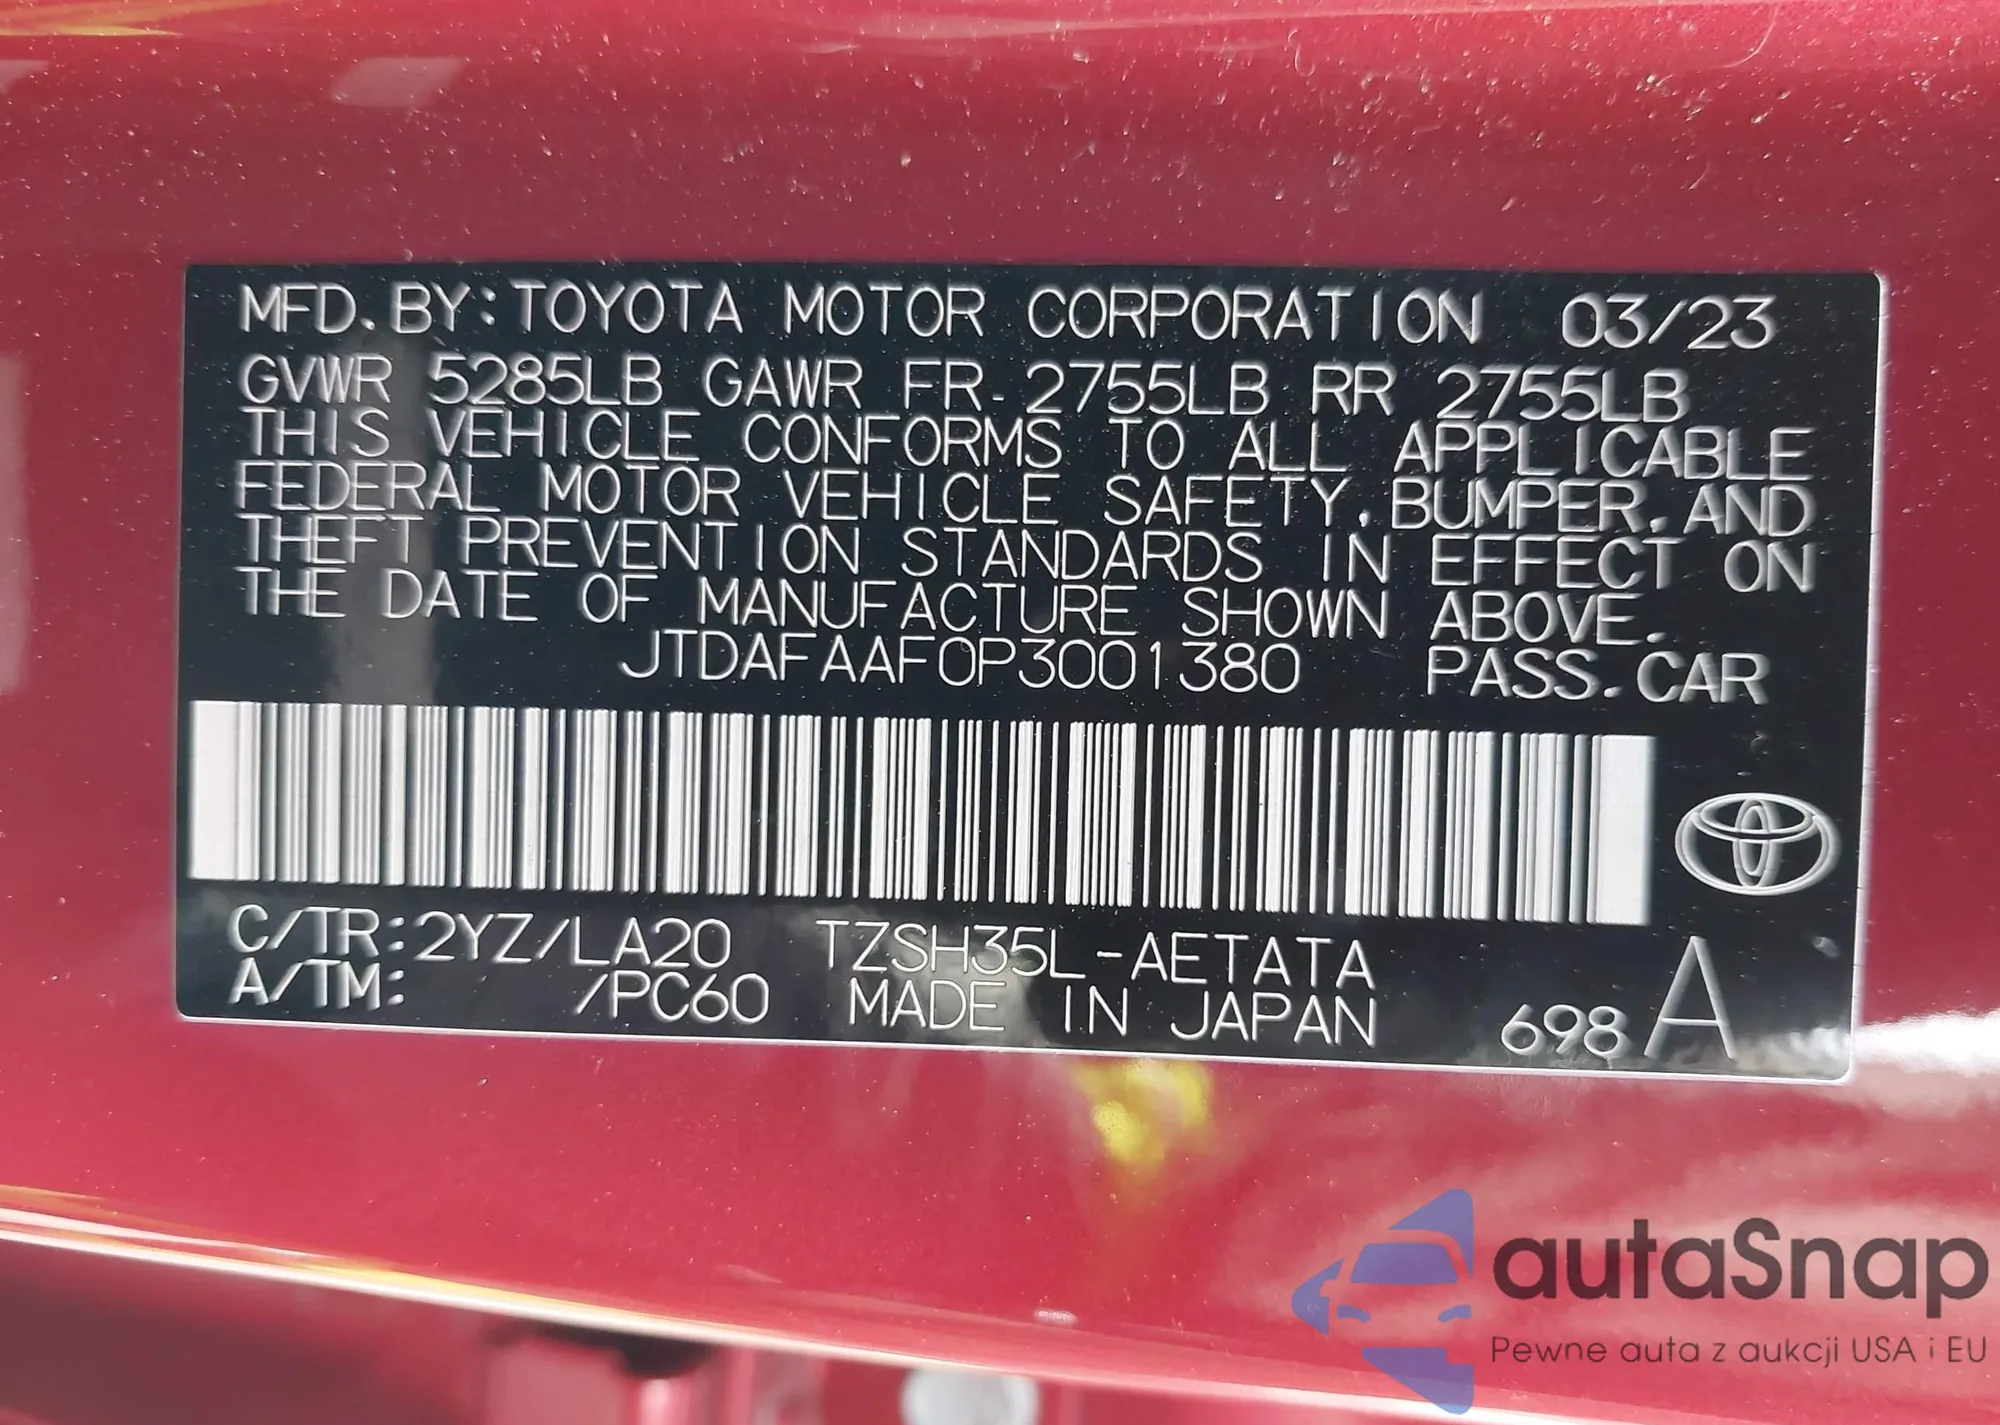 MFD. BY: TOYOTA MOTOR CORPORATION 03/23
GVWR 5285LB GAWR FR. 2755LB RR 2755LB
THIS VEHICLE CONFORMS TO ALL APPLICABLE
FEDERAL MOTOR VEHICLE SAFETY, BUMPER, AND
THEFT PREVENTION STANDARDS IN EFFECT ON
THE DATE OF MANUFACTURE SHOWN ABOVE.
JTDAFAAF0P3001380 PASS. CAR
C/TR: 2YZ/LA20 TZSH35L-AETATA
A/TM: /PC60 MADE IN JAPAN 698 A
autaSnap
Pewne auta z aukcji USA i EU